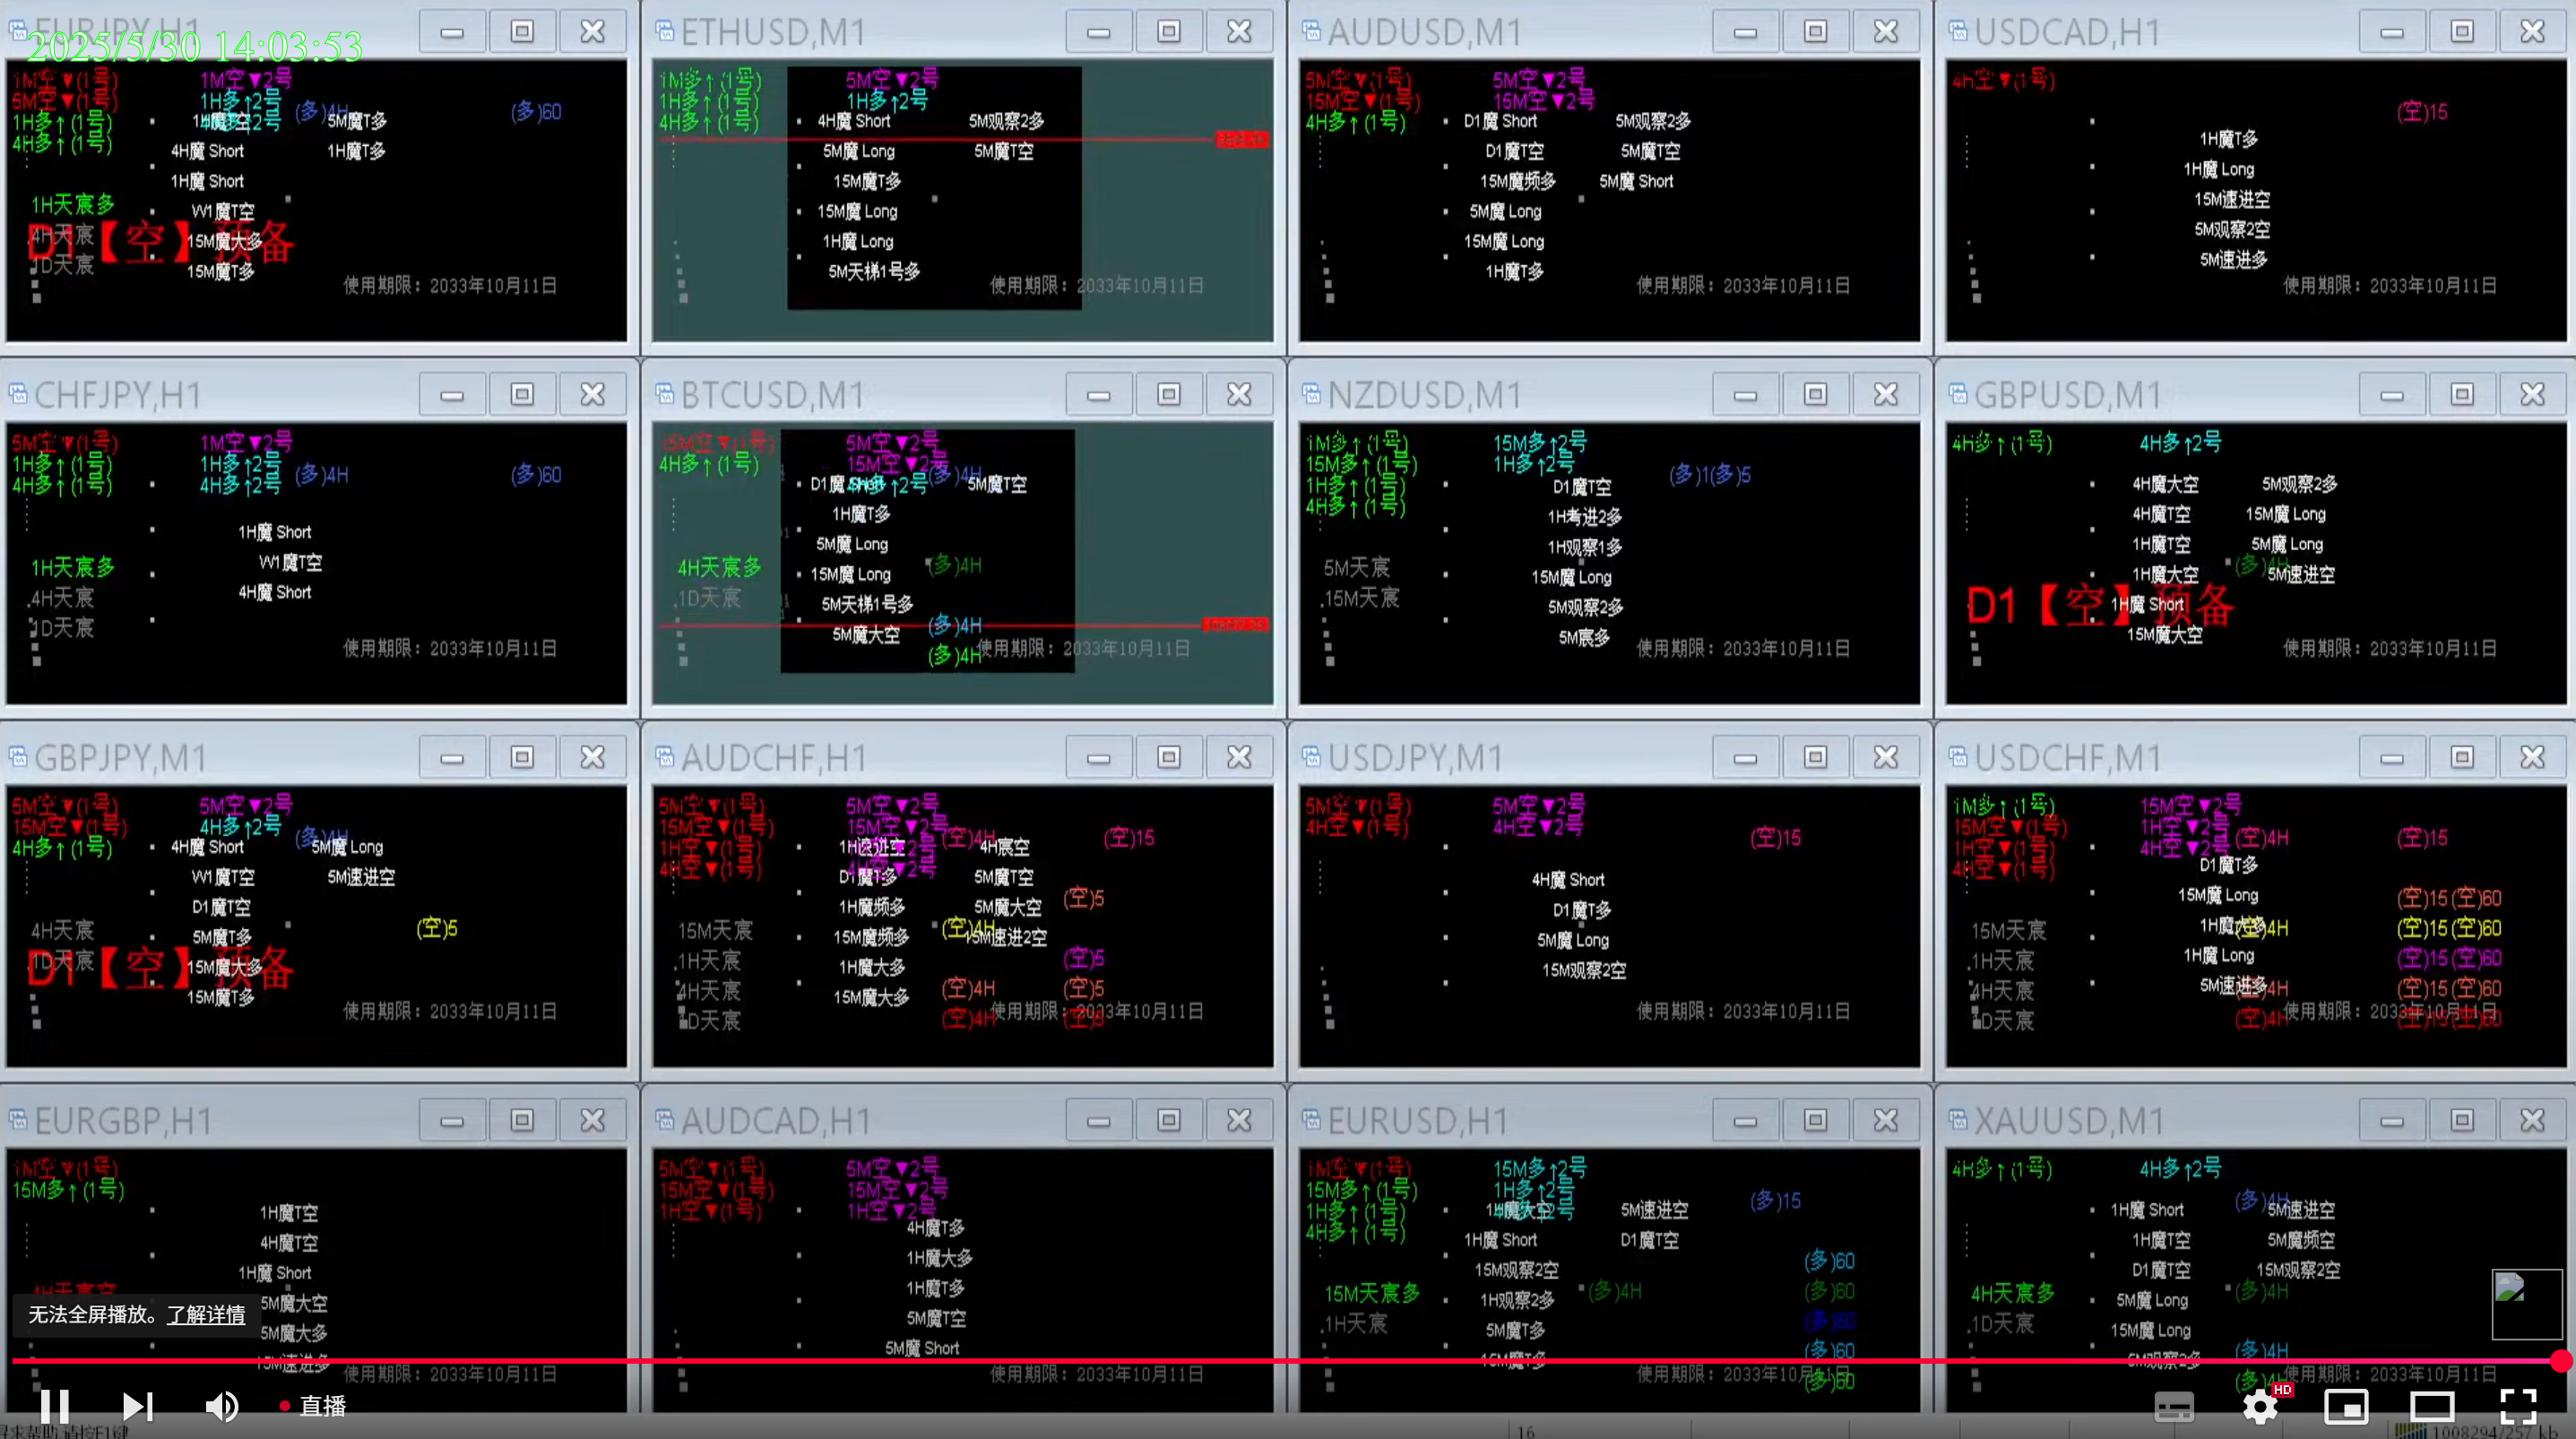 EURJPY,H1
2025/5/30 14:03:53
1M空▼(1号)
5M空▼(1号)
1H多↑(1号)
4H多↑(1号)
1M空▼2号
1H多↑2号
4H多↑2号
(多)4H
(多)60
5M魔T多
4H魔 Short
1H魔T多
1H魔 Short
1H天宸多
W1魔T空
4H天宸
15M魔大多
D1【空】预备
1D天宸
15M魔T多
使用期限：2033年10月11日
ETHUSD,M1
1M多↑(1号)
1H多↑(1号)
4H多↑(1号)
5M空▼2号
1H多↑2号
4H魔 Short
5M观察2多
5M魔 Long
5M魔T空
15M魔T多
15M魔 Long
1H魔 Long
5M天梯1号多
使用期限：2033年10月11日
AUDUSD,M1
5M空▼(1号)
15M空▼(1号)
4H多↑(1号)
5M空▼2号
15M空▼2号
D1魔 Short
5M观察2多
D1魔T空
5M魔T空
15M魔频多
5M魔 Short
5M魔 Long
15M魔 Long
1H魔T多
使用期限：2033年10月11日
USDCAD,H1
4H空▼(1号)
(空)15
1H魔T多
1H魔 Long
15M速进空
5M观察2空
5M速进多
使用期限：2033年10月11日
CHFJPY,H1
5M空▼(1号)
1H多↑(1号)
4H多↑(1号)
1M空▼2号
1H多↑2号
4H多↑2号
(多)4H
(多)60
1H魔 Short
W1魔T空
4H魔 Short
1H天宸多
4H天宸
1D天宸
使用期限：2033年10月11日
BTCUSD,M1
15M空▼(1号)
4H多↑(1号)
5M空▼2号
15M空▼2号
4H多↑2号
(多)4H
D1魔 Short
5M魔T空
1H魔T多
5M魔 Long
4H天宸多
(多)4H
15M魔 Long
1D天宸
5M天梯1号多
(多)4H
5M魔大空
(多)4H
使用期限：2033年10月11日
NZDUSD,M1
1M多↑(1号)
15M多↑(1号)
1H多↑(1号)
4H多↑(1号)
15M多↑2号
1H多↑2号
(多)1(多)5
D1魔T空
1H考进2多
1H观察1多
5M天宸
15M魔 Long
15M天宸
5M观察2多
5M宸多
使用期限：2033年10月11日
GBPUSD,M1
4H多↑(1号)
4H多↑2号
4H魔大空
5M观察2多
4H魔T空
15M魔 Long
1H魔T空
5M魔 Long
(多)4H
1H魔大空
5M速进空
D1【空】预备
1H魔 Short
15M魔大空
使用期限：2033年10月11日
GBPJPY,M1
5M空▼(1号)
15M空▼(1号)
4H多↑(1号)
5M空▼2号
4H多↑2号
(多)4H
4H魔 Short
5M魔 Long
W1魔T空
5M速进空
D1魔T空
4H天宸
5M魔T多
(空)5
D1【空】预备
1D天宸
15M魔大多
15M魔T多
使用期限：2033年10月11日
AUDCHF,H1
5M空▼(1号)
15M空▼(1号)
1H空▼(1号)
4H空▼(1号)
5M空▼2号
15M空▼2号
1H空▼2号
4H空▼2号
(空)4H
(空)15
1H速进空
4H宸空
D1魔T多
5M魔T空
1H魔频多
5M魔大空
(空)5
(空)4H
15M魔频多
15M速进2空
1H魔大多
(空)5
15M魔大多
(空)4H
(空)5
(空)4H
(空)5
15M天宸
1H天宸
4H天宸
1D天宸
使用期限：2033年10月11日
USDJPY,M1
5M空▼(1号)
4H空▼(1号)
5M空▼2号
4H空▼2号
(空)15
4H魔 Short
D1魔T多
5M魔 Long
15M观察2空
使用期限：2033年10月11日
USDCHF,M1
1M多↑(1号)
15M空▼(1号)
1H空▼(1号)
4H空▼(1号)
15M空▼2号
1H空▼2号
4H空▼2号
(空)4H
(空)15
D1魔T多
15M魔 Long
(空)15(空)60
1H魔大多
(空)4H
(空)15(空)60
1H魔 Long
(空)15(空)60
5M速进多
(空)4H
(空)15(空)60
(空)4H
(空)15(空)60
15M天宸
1H天宸
4H天宸
1D天宸
使用期限：2033年10月11日
EURGBP,H1
1M空▼(1号)
15M多↑(1号)
1H魔T空
4H魔T空
1H魔 Short
4H天宸空
5M魔大空
5M魔大多
15M速进多
使用期限：2033年10月11日
无法全屏播放。了解详情
AUDCAD,H1
5M空▼(1号)
15M空▼(1号)
1H空▼(1号)
5M空▼2号
15M空▼2号
1H空▼2号
4H魔T多
1H魔大多
1H魔T多
5M魔T空
5M魔 Short
使用期限：2033年10月11日
EURUSD,H1
1M空▼(1号)
15M多↑(1号)
1H多↑(1号)
4H多↑(1号)
15M多↑2号
1H多↑2号
4H多↑2号
(多)15
1H魔大空
5M速进空
1H魔 Short
D1魔T空
15M观察2空
(多)60
15M天宸多
1H观察2多
(多)4H
(多)60
1H天宸
5M魔T多
(多)60
15M魔T多
(多)60
(多)60
使用期限：2033年10月11日
XAUUSD,M1
4H多↑(1号)
4H多↑2号
(多)4H
1H魔 Short
5M速进空
1H魔T空
5M魔频空
D1魔T空
15M观察2空
4H天宸多
5M魔 Long
(多)4H
1D天宸
15M魔 Long
5M观察2多
(多)4H
(多)4H
使用期限：2033年10月11日
直播
HD
寻求帮助,请按F1键
16
1008294/257 kb